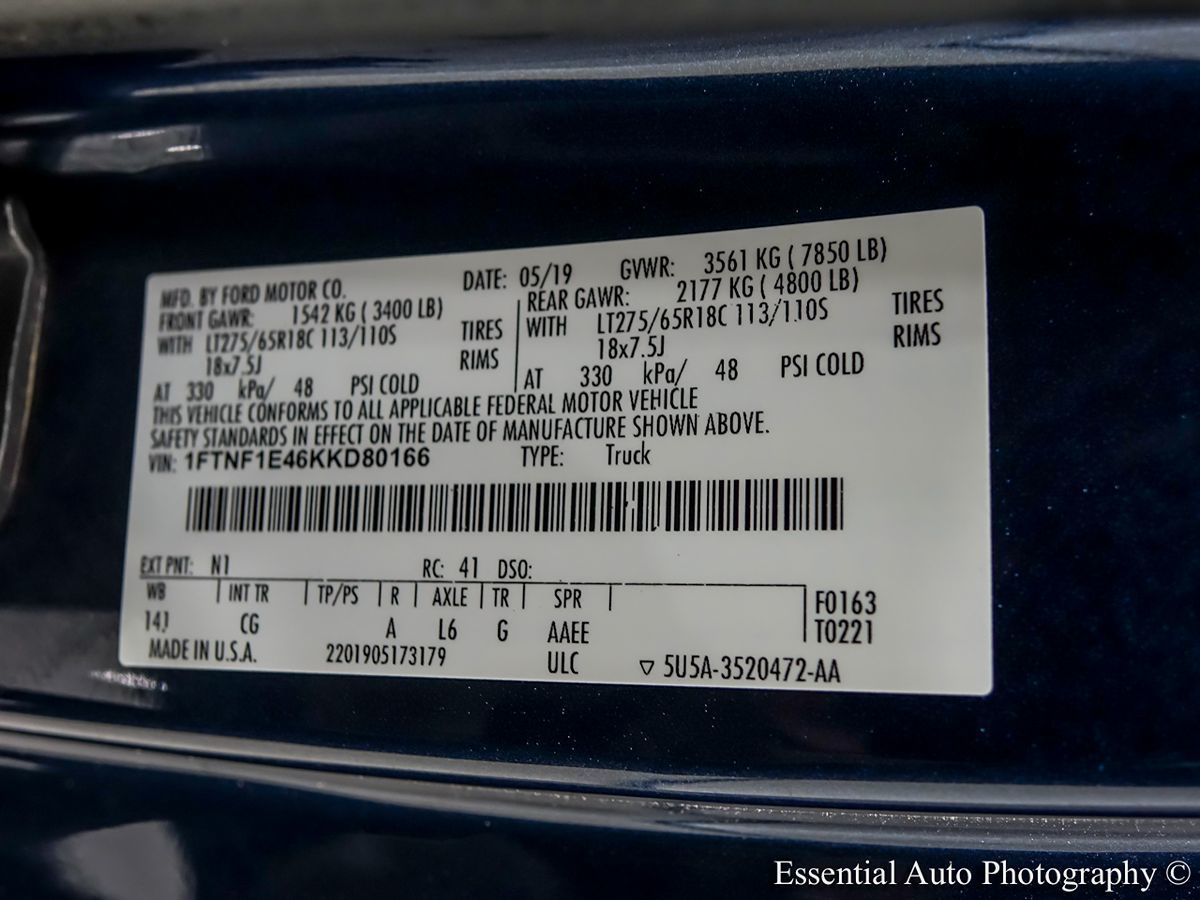 MFD. BY FORD MOTOR CO. DATE: 05/19 GVWR: 3561 KG ( 7850 LB)
FRONT GAWR: 1542 KG ( 3400 LB) REAR GAWR: 2177 KG ( 4800 LB)
WITH LT275/65R18C 113/110S TIRES WITH LT275/65R18C 113/110S TIRES
18x7.5J RIMS 18x7.5J RIMS
AT 330 kPa/ 48 PSI COLD AT 330 kPa/ 48 PSI COLD
THIS VEHICLE CONFORMS TO ALL APPLICABLE FEDERAL MOTOR VEHICLE
SAFETY STANDARDS IN EFFECT ON THE DATE OF MANUFACTURE SHOWN ABOVE.
VIN: 1FTNF1E46KKD80166 TYPE: Truck
EXT PNT: N1 RC: 41 DSO:
WB INT TR TP/PS R AXLE TR SPR F0163
141 CG A L6 G AAEE T0221
MADE IN U.S.A. 2201905173179 ULC ▽ 5U5A-3520472-AA
Essential Auto Photography ©